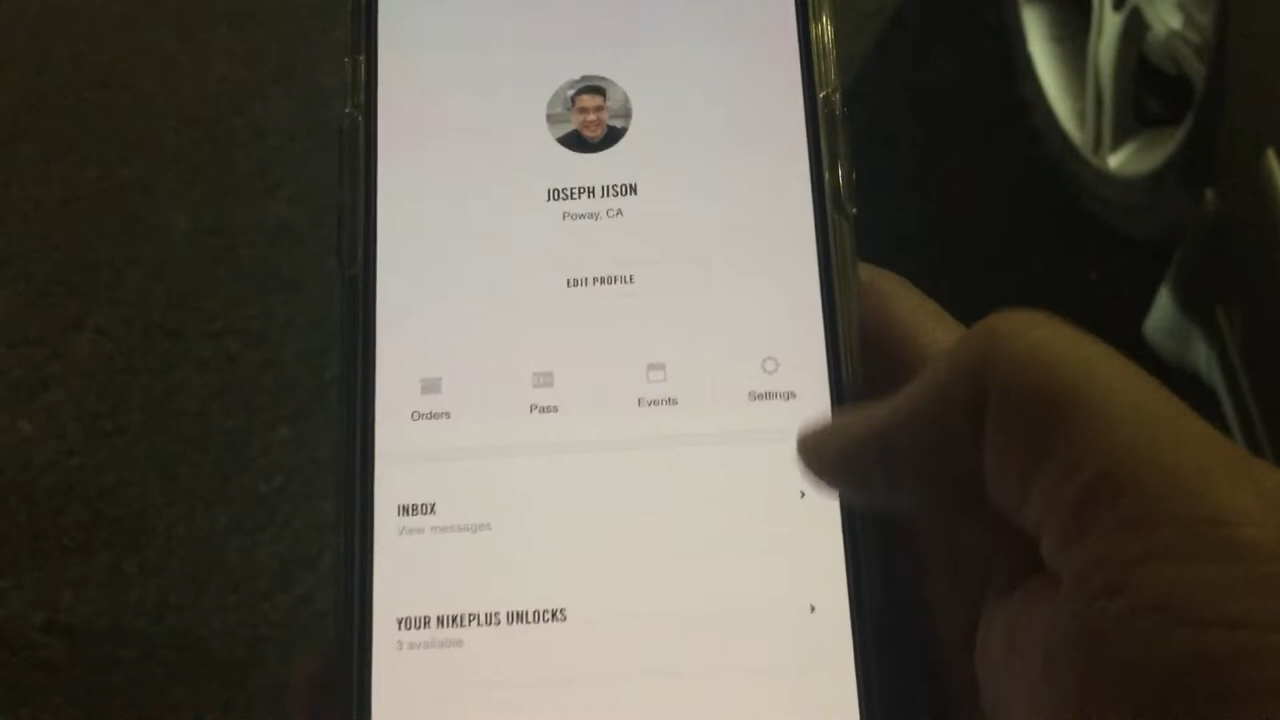 JOSEPH JISON
Poway, CA
EDIT PROFILE
Orders
Pass
Events
Settings
INBOX
View messages
YOUR NIKEPLUS UNLOCKS
3 available